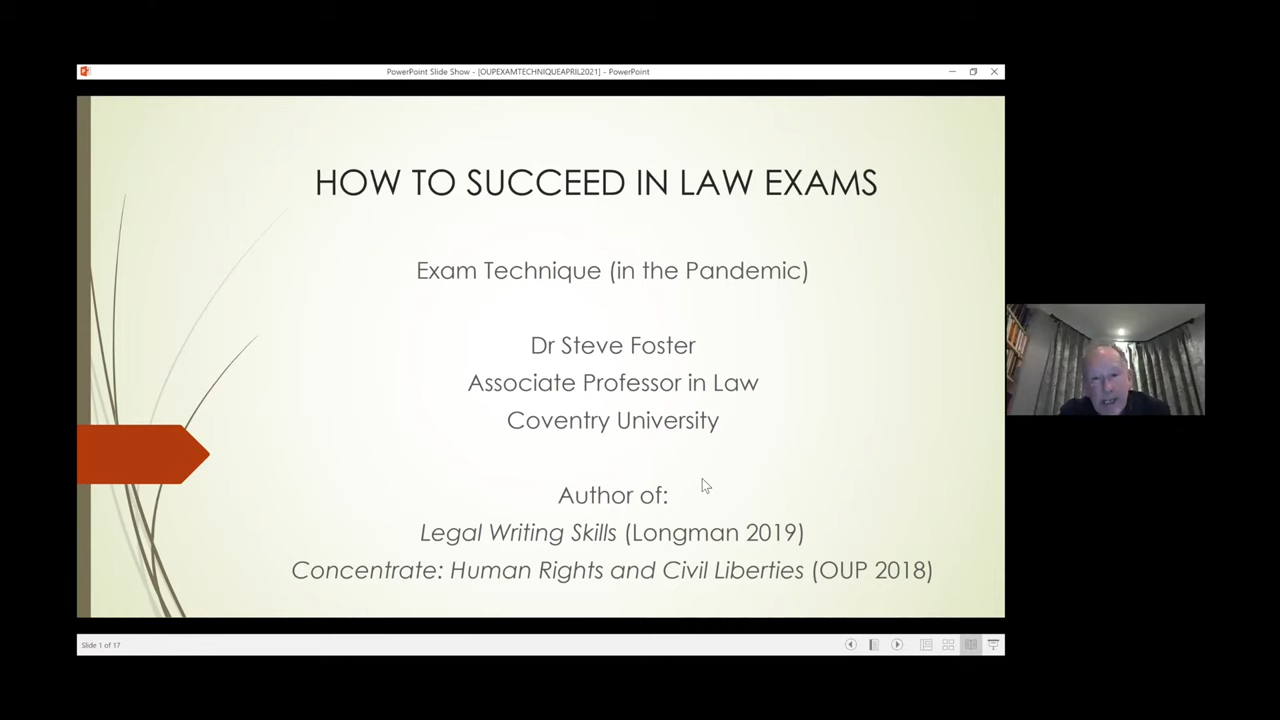 PowerPoint Slide Show - [OUPEXAMTECHNIQUEAPRIL2021] - PowerPoint
HOW TO SUCCEED IN LAW EXAMS
Exam Technique (in the Pandemic)
Dr Steve Foster
Associate Professor in Law
Coventry University
Author of:
Legal Writing Skills (Longman 2019)
Concentrate: Human Rights and Civil Liberties (OUP 2018)
Slide 1 of 17